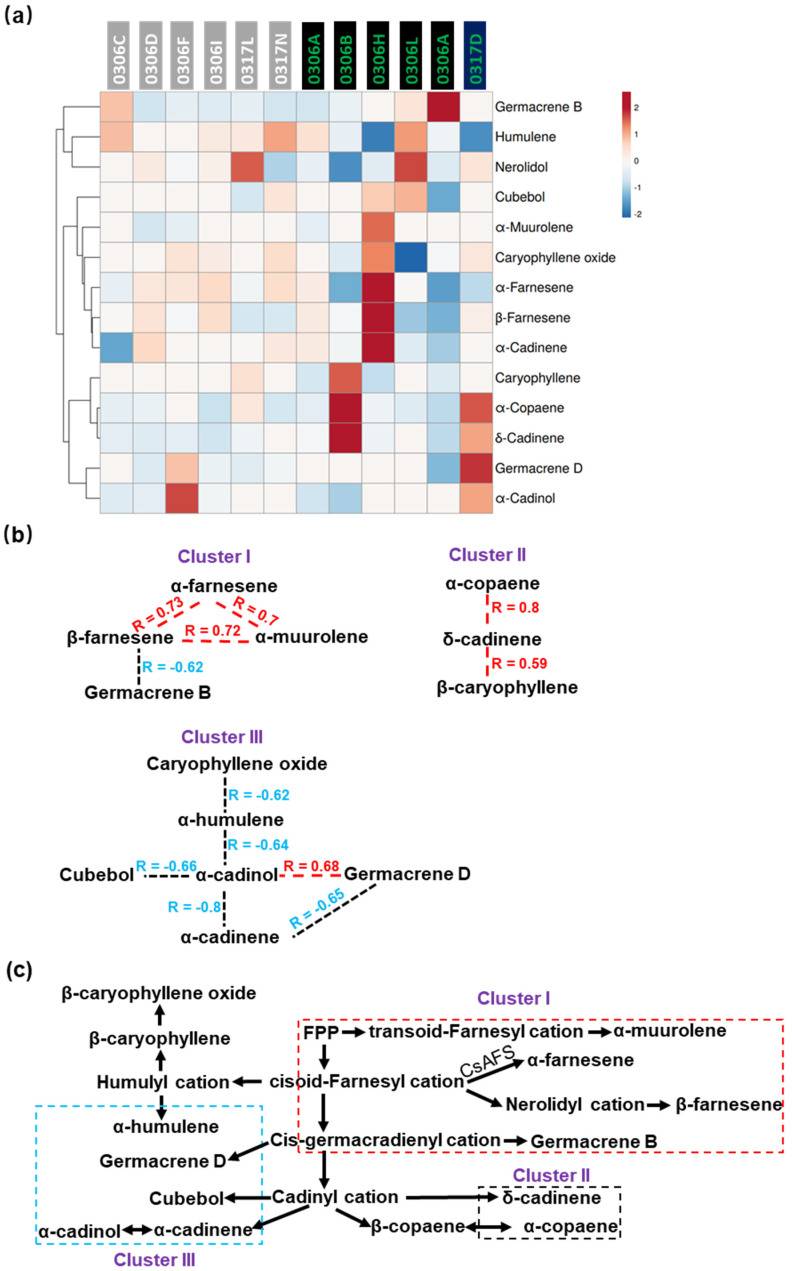 (a)
0306C 0306D 0306F 0306I 0317L 0317N 0306A 0306B 0306H 0306L 0306A 0317D
Germacrene B
Humulene
Nerolidol
Cubebol
α-Muurolene
Caryophyllene oxide
α-Farnesene
β-Farnesene
α-Cadinene
Caryophyllene
α-Copaene
δ-Cadinene
Germacrene D
α-Cadinol
2
1
0
-1
-2
(b)
Cluster I
α-farnesene
R = 0.73
R = 0.7
β-farnesene
R = 0.72
α-muurolene
R = -0.62
Germacrene B
Cluster II
α-copaene
R = 0.8
δ-cadinene
R = 0.59
β-caryophyllene
Cluster III
Caryophyllene oxide
R = -0.62
α-humulene
R = -0.64
Cubebol
R = -0.66
α-cadinol
R = 0.68
Germacrene D
R = -0.8
R = -0.65
α-cadinene
(c)
β-caryophyllene oxide
Cluster I
FPP
transoid-Farnesyl cation
α-muurolene
β-caryophyllene
CsAFS
α-farnesene
Humulyl cation
cisoid-Farnesyl cation
Nerolidyl cation
β-farnesene
α-humulene
Cis-germacradienyl cation
Germacrene B
Germacrene D
Cluster II
Cubebol
Cadinyl cation
δ-cadinene
α-cadinol
α-cadinene
β-copaene
α-copaene
Cluster III